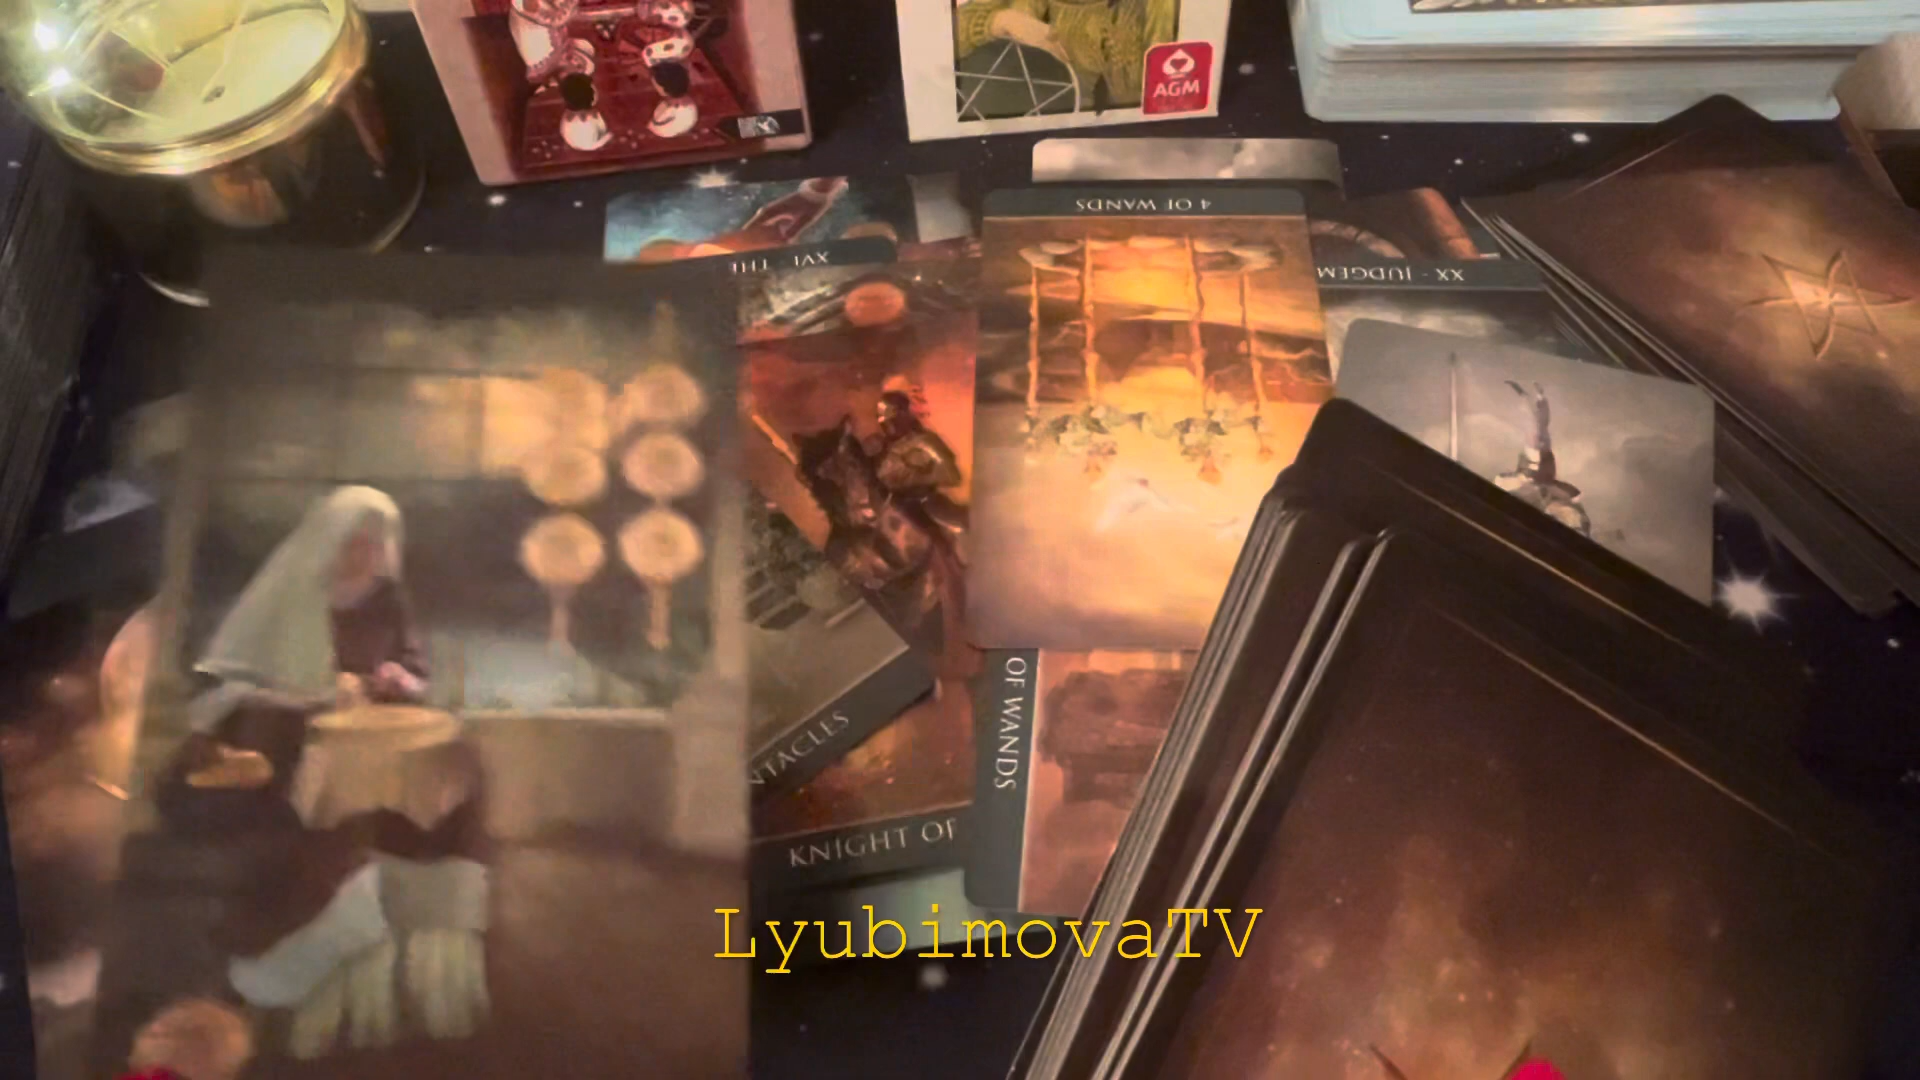 AGM
4 OF WANDS
XVI - THE
XX - JUDGEM
OF WANDS
NTACLES
KNIGHT OF
LyubimovaTV